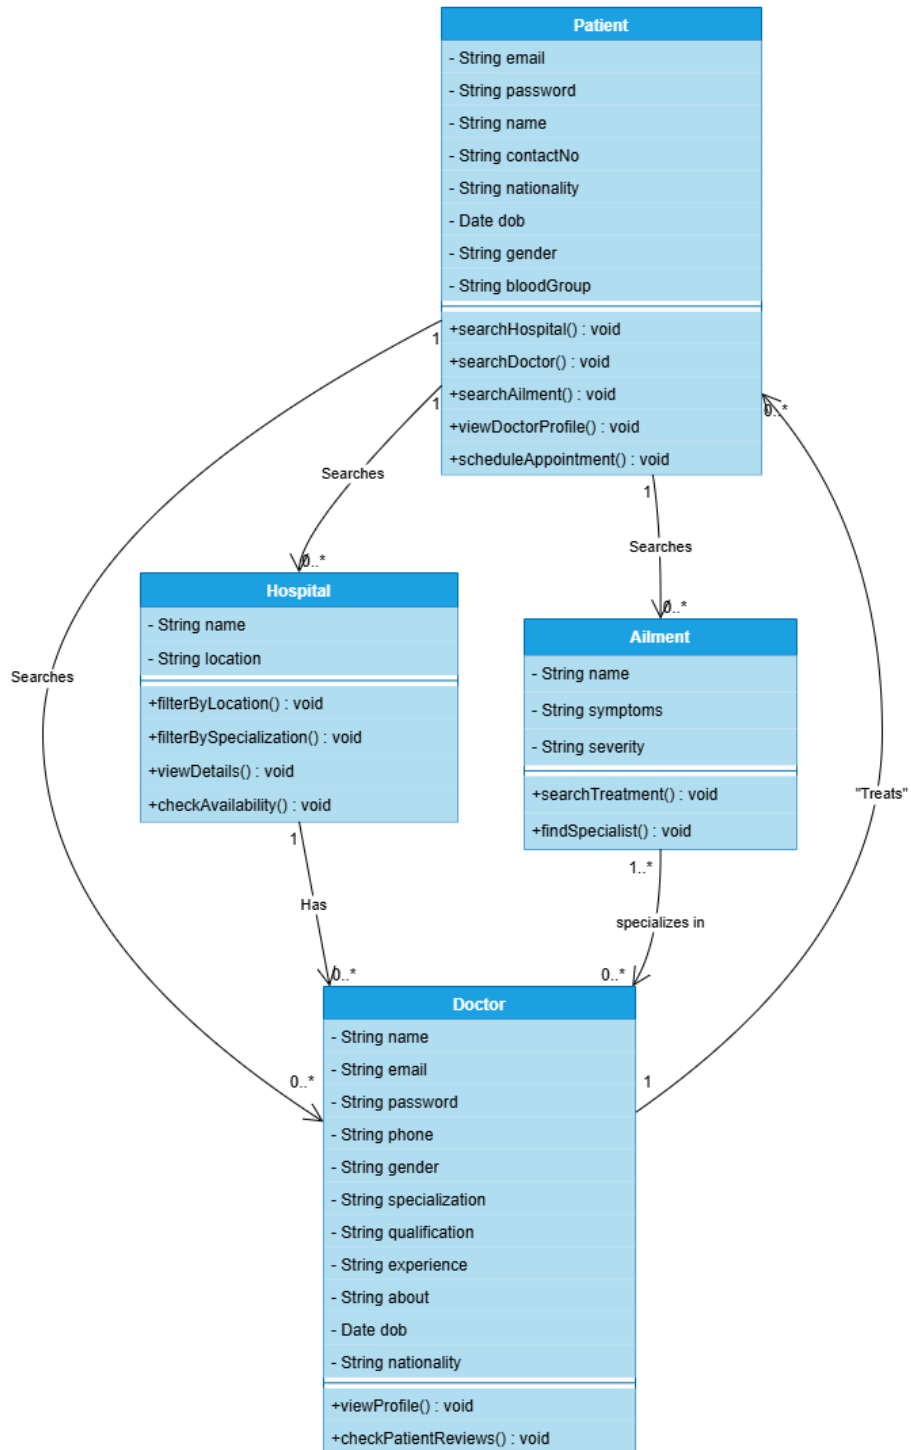 Patient
- String email
- String password
- String name
- String contactNo
- String nationality
- Date dob
- String gender
- String bloodGroup
+searchHospital() : void
+searchDoctor() : void
+searchAilment() : void
+viewDoctorProfile() : void
+scheduleAppointment() : void
1
1
1
0..*
Searches
Searches
Searches
0..*
0..*
Hospital
- String name
- String location
+filterByLocation() : void
+filterBySpecialization() : void
+viewDetails() : void
+checkAvailability() : void
Ailment
- String name
- String symptoms
- String severity
+searchTreatment() : void
+findSpecialist() : void
"Treats"
1
1..*
Has
specializes in
0..*
0..*
Doctor
- String name
- String email
- String password
- String phone
- String gender
- String specialization
- String qualification
- String experience
- String about
- Date dob
- String nationality
+viewProfile() : void
+checkPatientReviews() : void
0..*
1